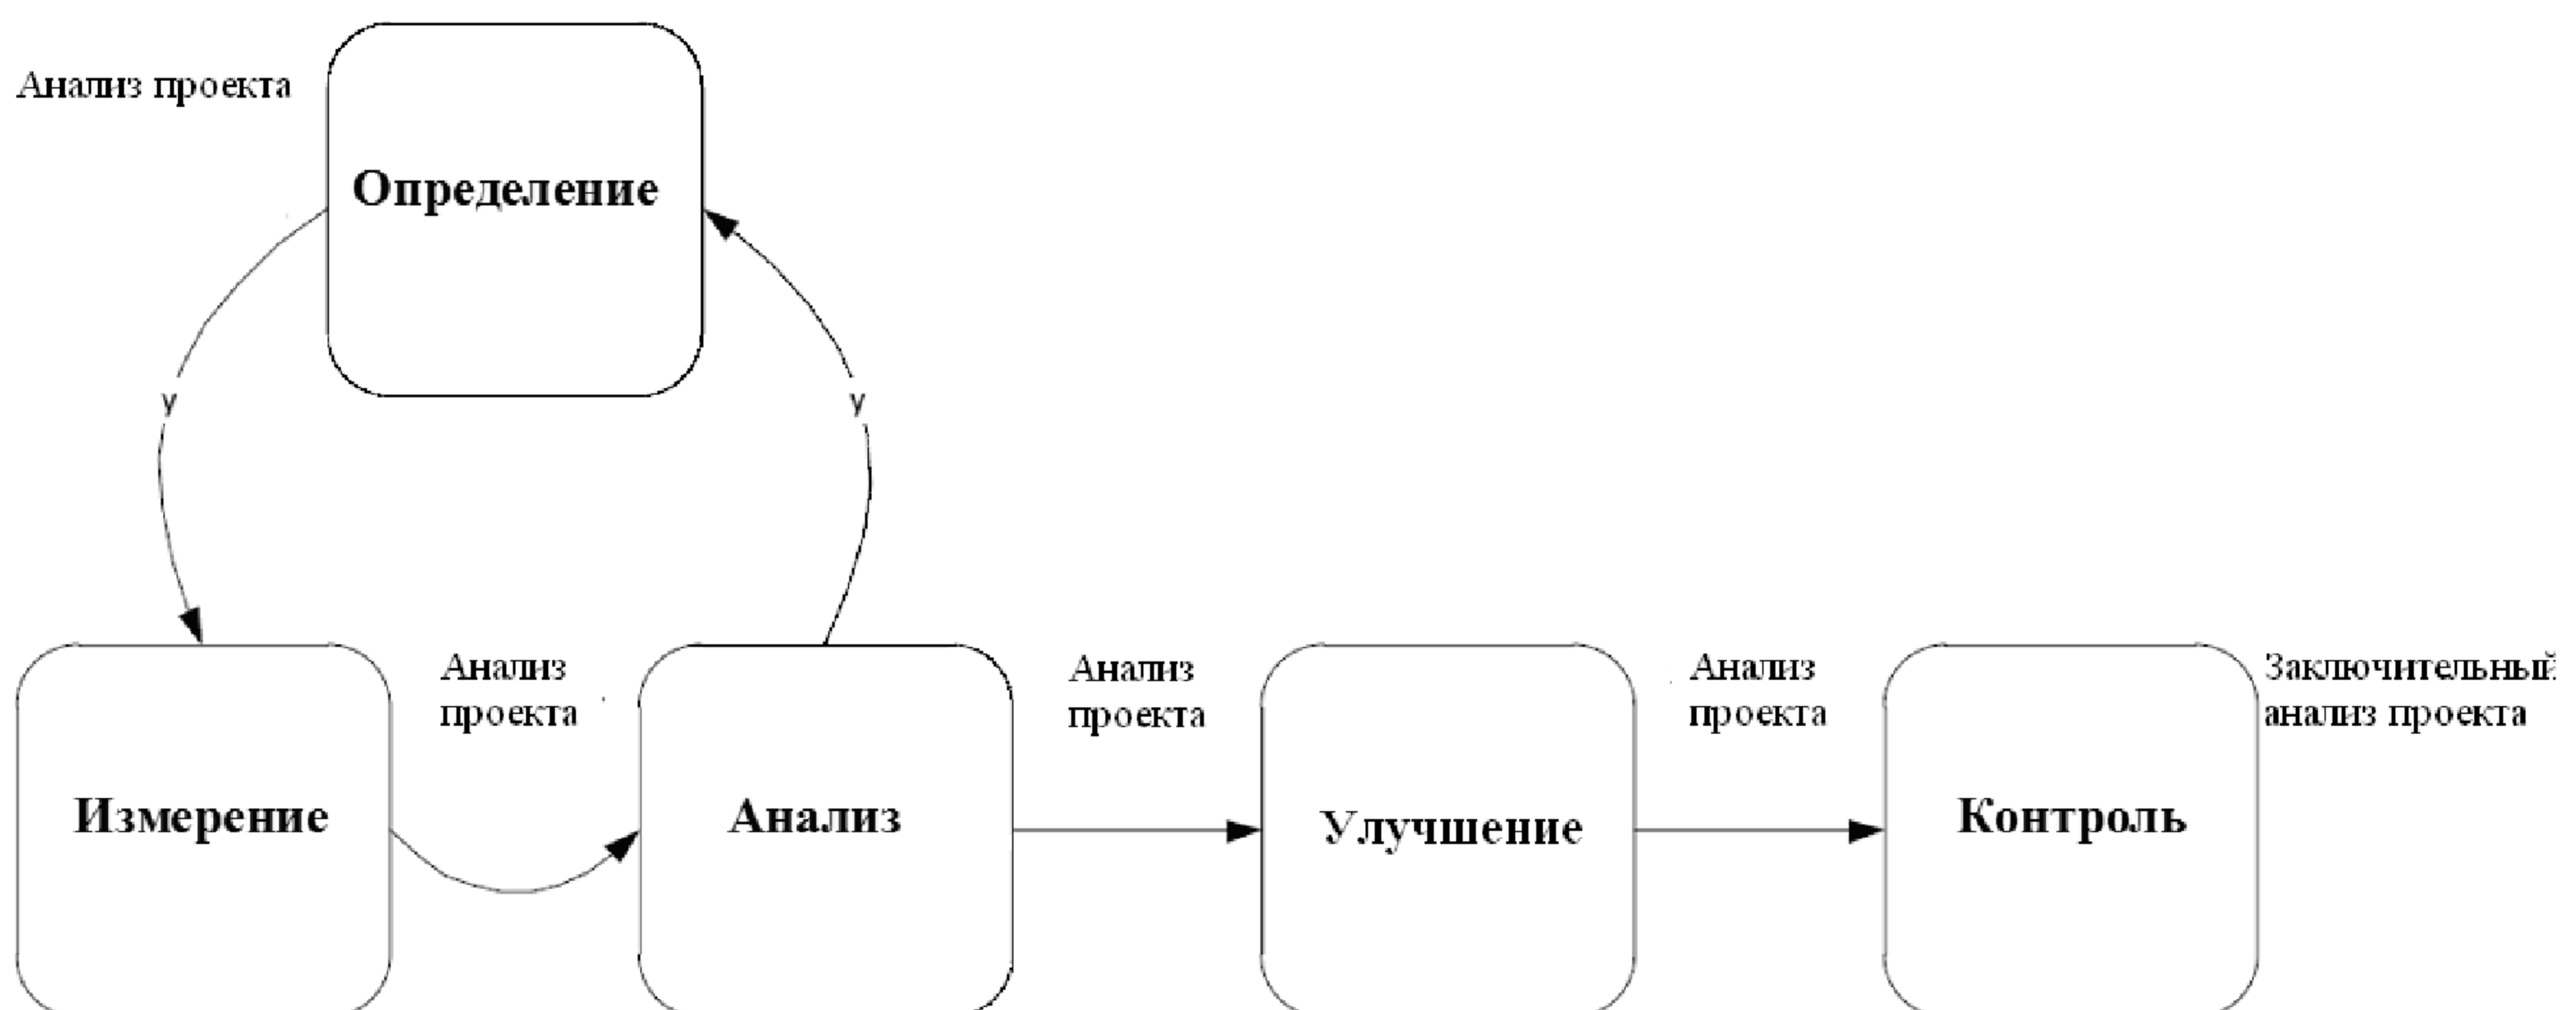 Анализ проекта
Определение
у
у
Анализ
проекта
Анализ
проекта
Анализ
проекта
Заключительный
анализ проекта
Измерение
Анализ
Улучшение
Контроль